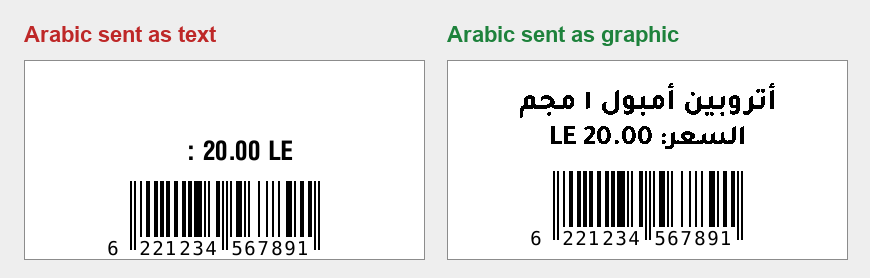 Arabic sent as text
: 20.00 LE
6 221234 567891
Arabic sent as graphic
أتروبين أمبول ١ مجم
السعر: 20.00 LE
6 221234 567891